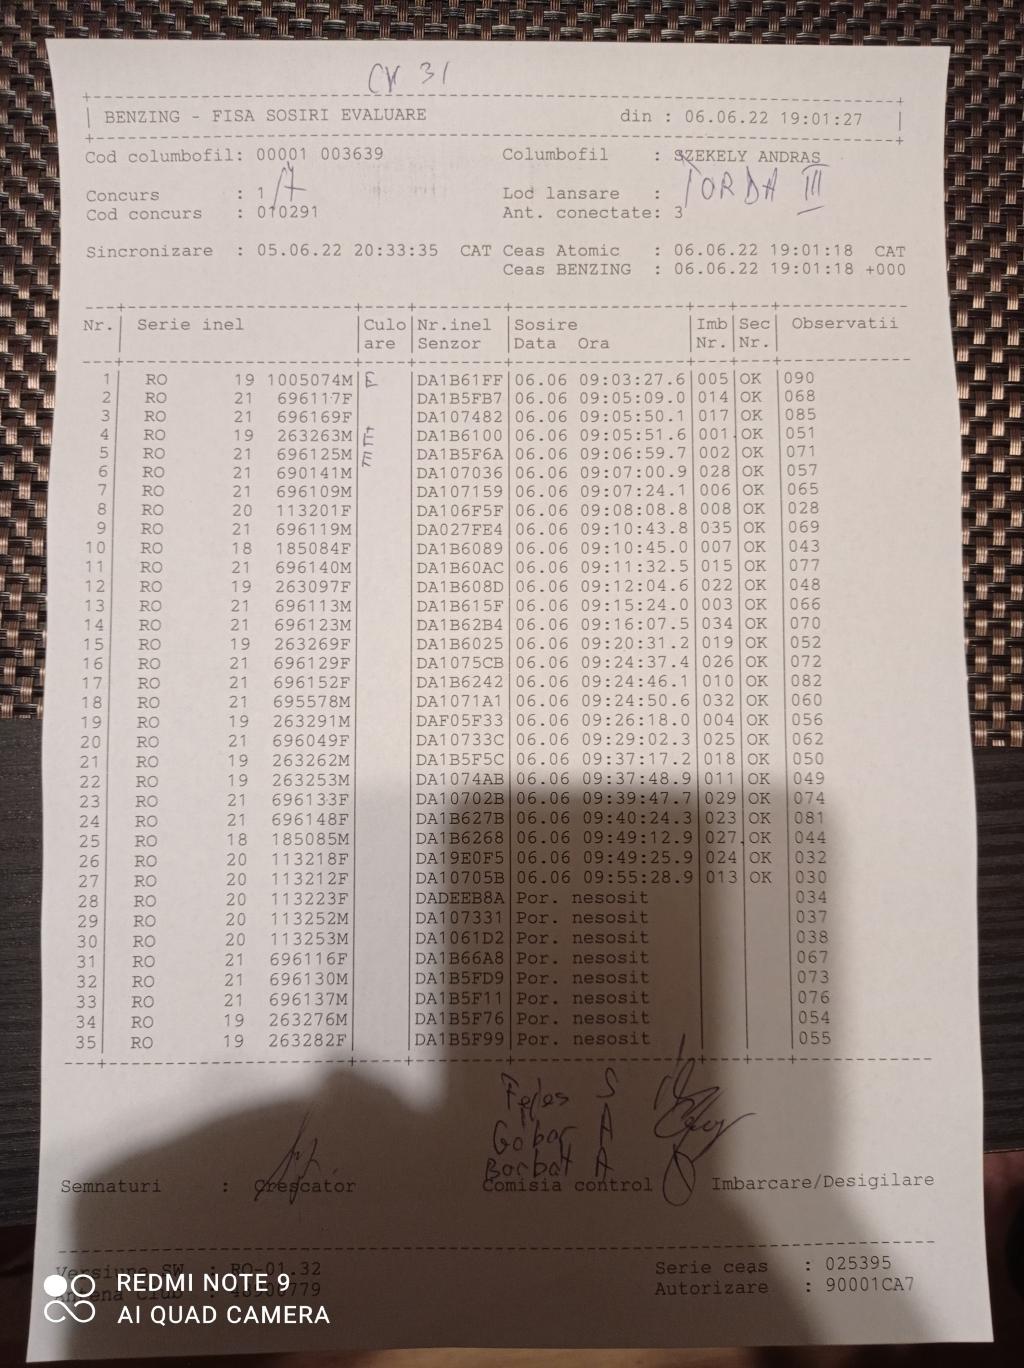 CV 31
BENZING - FISA SOSIRI EVALUARE din : 06.06.22 19:01:27
Cod columbofil: 00001 003639 Columbofil : SZEKELY ANDRAS
Concurs : 1/7 Lod lansare : TORDA III
Cod concurs : 010291 Ant. conectate: 3
Sincronizare : 05.06.22 20:33:35 CAT Ceas Atomic : 06.06.22 19:01:18 CAT
Ceas BENZING : 06.06.22 19:01:18 +000
Nr. Serie inel Culo Nr.inel Sosire Imb Sec Observatii
are Senzor Data Ora Nr. Nr.
1 RO 19 1005074M E DA1B61FF 06.06 09:03:27.6 005 OK 090
2 RO 21 696117F DA1B5FB7 06.06 09:05:09.0 014 OK 068
3 RO 21 696169F DA107482 06.06 09:05:50.1 017 OK 085
4 RO 19 263263M E DA1B6100 06.06 09:05:51.6 001 OK 051
5 RO 21 696125M E DA1B5F6A 06.06 09:06:59.7 002 OK 071
6 RO 21 690141M DA107036 06.06 09:07:00.9 028 OK 057
7 RO 21 696109M DA107159 06.06 09:07:24.1 006 OK 065
8 RO 20 113201F DA106F5F 06.06 09:08:08.8 008 OK 028
9 RO 21 696119M DA027FE4 06.06 09:10:43.8 035 OK 069
10 RO 18 185084F DA1B6089 06.06 09:10:45.0 007 OK 043
11 RO 21 696140M DA1B60AC 06.06 09:11:32.5 015 OK 077
12 RO 19 263097F DA1B608D 06.06 09:12:04.6 022 OK 048
13 RO 21 696113M DA1B615F 06.06 09:15:24.0 003 OK 066
14 RO 21 696123M DA1B62B4 06.06 09:16:07.5 034 OK 070
15 RO 19 263269F DA1B6025 06.06 09:20:31.2 019 OK 052
16 RO 21 696129F DA1075CB 06.06 09:24:37.4 026 OK 072
17 RO 21 696152F DA1B6242 06.06 09:24:46.1 010 OK 082
18 RO 21 695578M DA1071A1 06.06 09:24:50.6 032 OK 060
19 RO 19 263291M DAF05F33 06.06 09:26:18.0 004 OK 056
20 RO 21 696049F DA10733C 06.06 09:29:02.3 025 OK 062
21 RO 19 263262M DA1B5F5C 06.06 09:37:17.2 018 OK 050
22 RO 19 263253M DA1074AB 06.06 09:37:48.9 011 OK 049
23 RO 21 696133F DA10702B 06.06 09:39:47.7 029 OK 074
24 RO 21 696148F DA1B627B 06.06 09:40:24.3 023 OK 081
25 RO 18 185085M DA1B6268 06.06 09:49:12.9 027 OK 044
26 RO 20 113218F DA19E0F5 06.06 09:49:25.9 024 OK 032
27 RO 20 113212F DA10705B 06.06 09:55:28.9 013 OK 030
28 RO 20 113223F DADEEB8A Por. nesosit 034
29 RO 20 113252M DA107331 Por. nesosit 037
30 RO 20 113253M DA1061D2 Por. nesosit 038
31 RO 21 696116F DA1B66A8 Por. nesosit 067
32 RO 21 696130M DA1B5FD9 Por. nesosit 073
33 RO 21 696137M DA1B5F11 Por. nesosit 076
34 RO 19 263276M DA1B5F76 Por. nesosit 054
35 RO 19 263282F DA1B5F99 Por. nesosit 055
S
Gobor A
Borbat A
Semnaturi : Crescator Comisia control Imbarcare/Desigilare
Versiune SW : RO-01.32 Serie ceas : 025395
Antena Club : Autorizare : 90001CA7
REDMI NOTE 9
AI QUAD CAMERA